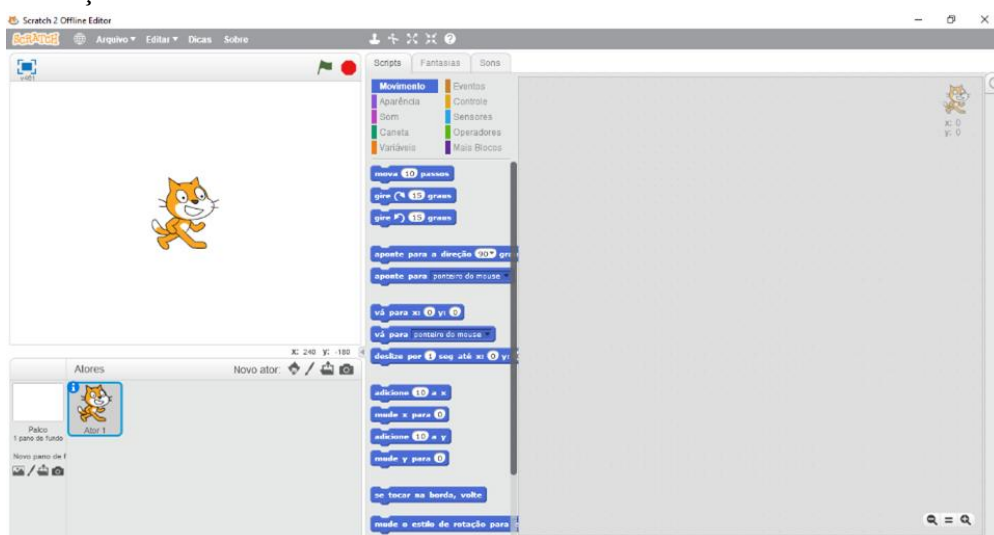 Scratch 2 Offline Editor
SCRATCH Arquivo Editar Dicas Sobre
v461
Scripts Fantasias Sons
Movimento Eventos
Aparência Controle
Som Sensores
Caneta Operadores
Variáveis Mais Blocos
x: 0
y: 0
mova 10 passos
gire 15 graus
gire 15 graus
aponte para a direção 90
aponte para ponteiro do mouse
vá para x: 0 y: 0
vá para ponteiro do mouse
deslize por 1 seg até x: 0 y:
adicione 10 a x
mude x para 0
adicione 10 a y
mude y para 0
se tocar na borda, volte
mude o estilo de rotação para
X: 240 y: -180
Atores Novo ator:
Palco
1 pano de fundo
Ator 1
Novo pano de f